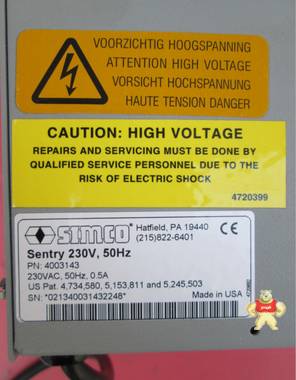 VOORZICHTIG HOOGSPANNING
ATTENTION HIGH VOLTAGE
VORSICHT HOCHSPANNUNG
HAUTE TENSION DANGER
CAUTION: HIGH VOLTAGE
REPAIRS AND SERVICING MUST BE DONE BY
QUALIFIED SERVICE PERSONNEL DUE TO THE
RISK OF ELECTRIC SHOCK
4720399
SIMCO
Hatfield, PA 19440
(215)822-6401
Sentry 230V, 50Hz
PN: 4003143
230VAC, 50Hz, 0.5A
US Pat. 4,734,580, 5,153,811 and 5,245,503
SN: *021340031432248*
Made in USA